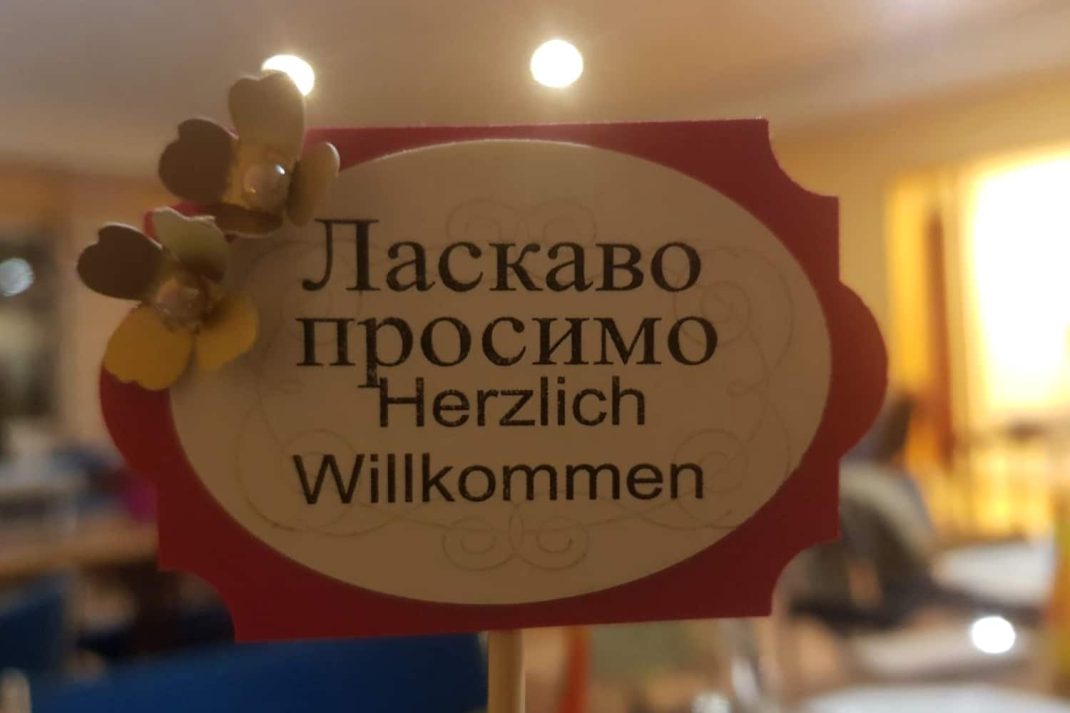 Ласкаво
просимо
Herzlich
Willkommen